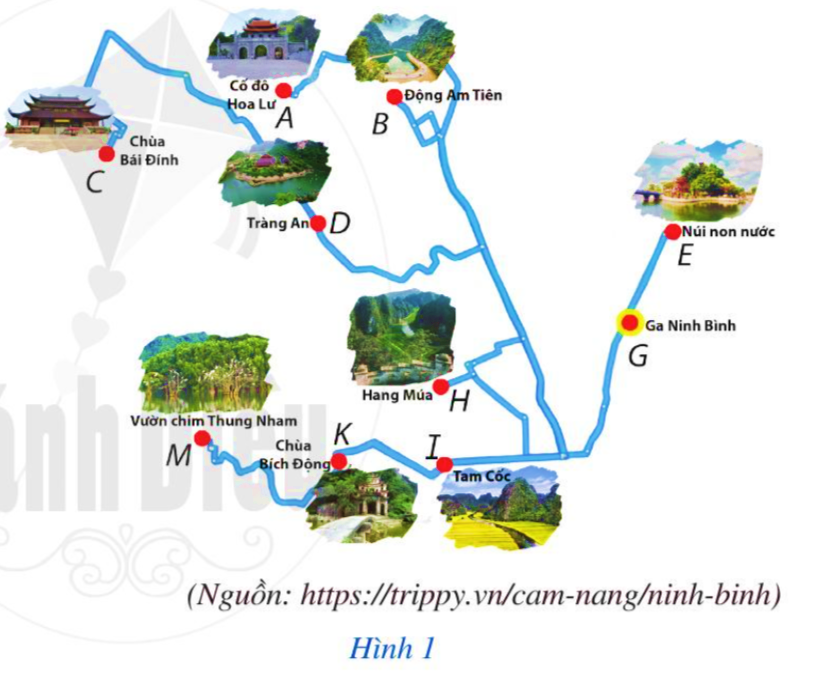 Cố đô
Hoa Lư
A
Động Am Tiên
B
Chùa
Bái Đính
C
Tràng An
D
Núi non nước
E
Ga Ninh Bình
G
Hang Múa
H
Vườn chim Thung Nham
M
Chùa
Bích Động
K
I
Tam Cốc
ánh Diều
(Nguồn: https://trippy.vn/cam-nang/ninh-binh)
Hình 1